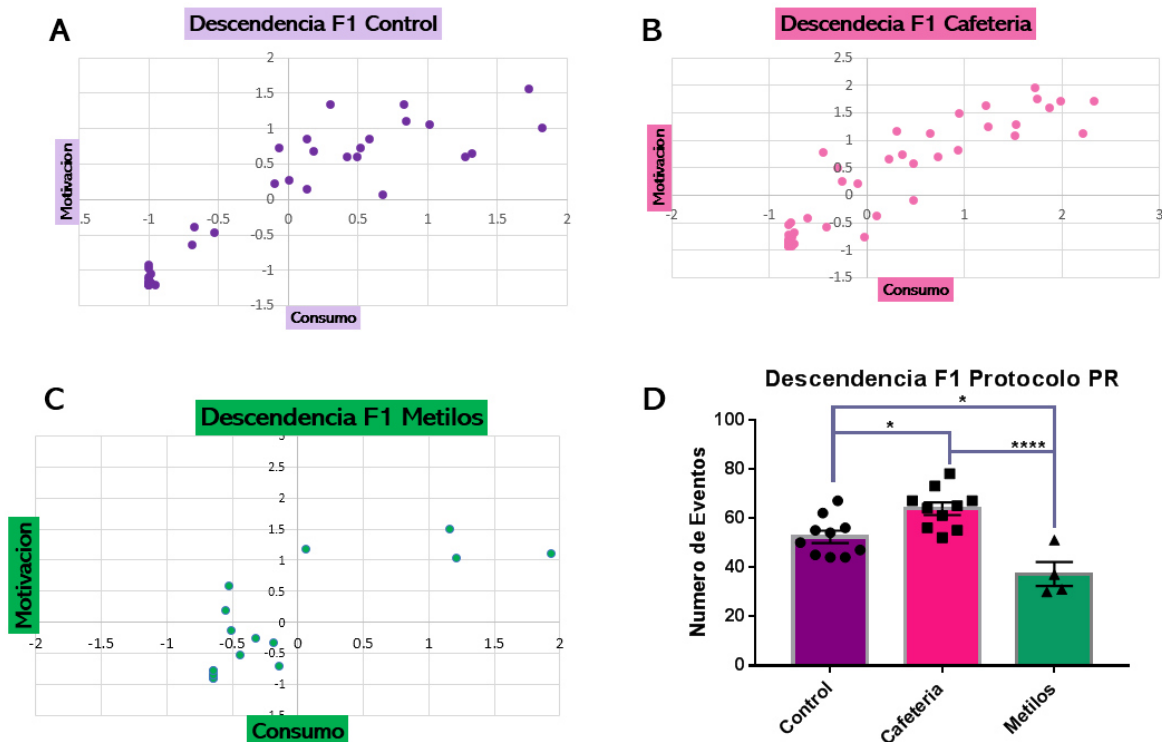 A
Descendencia F1 Control
2
1.5
1
0.5
0
-0.5
-1
-1.5
.5 -1 -0.5 0 0.5 1 1.5 2
Motivacion
Consumo
B
Descendecia F1 Cafeteria
2.5
2
1.5
1
0.5
0
-0.5
-1
-1.5
-2 -1 0 1 2 3
Motivacion
Consumo
C
Descendencia F1 Metilos
3
2.5
2
1.5
1
0.5
0
-0.5
-1
-1.5
-2 -1.5 -1 -0.5 0 0.5 1 1.5 2
Motivacion
Consumo
D
Descendencia F1 Protocolo PR
Numero de Eventos
100
80
60
40
20
0
*
*
****
Control
Cafeteria
Metilos